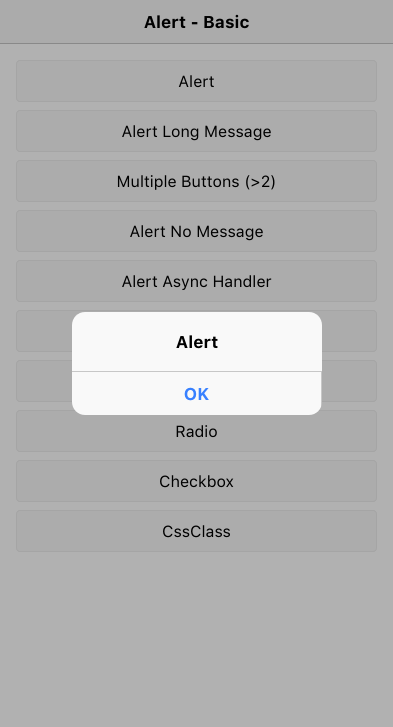 Alert - Basic
Alert
Alert Long Message
Multiple Buttons (>2)
Alert No Message
Alert Async Handler
Alert
OK
Radio
Checkbox
CssClass